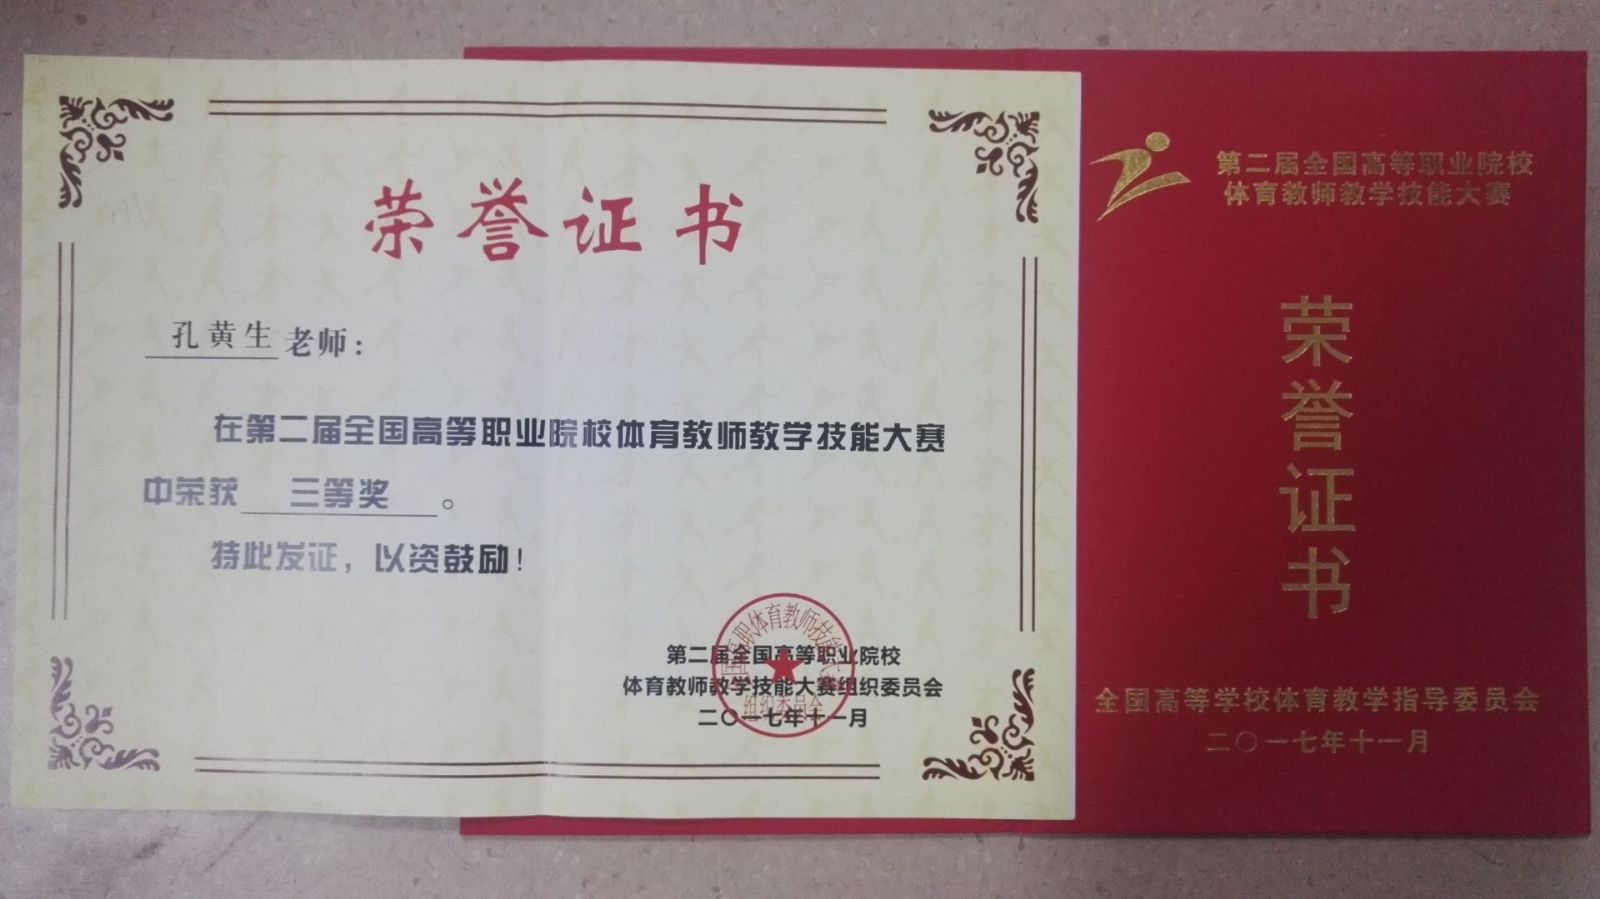 荣誉证书
孔黄生老师:
在第二届全国高等职业院校体育教师教学技能大赛
中荣获 三等奖 。
特此发证，以资鼓励!
第二届全国高等职业院校
体育教师教学技能大赛组织委员会
二〇一七年十一月
组织委员会
第二届全国高等职业院校
体育教师教学技能大赛
荣誉证书
全国高等学校体育教学指导委员会
二〇一七年十一月